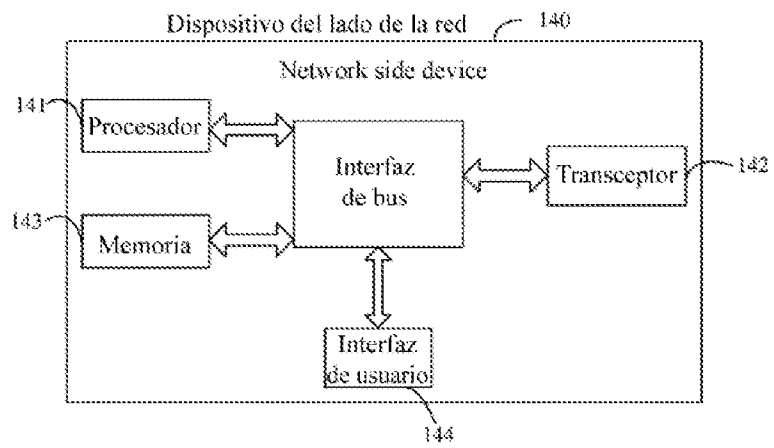 Dispositivo del lado de la red
140
Network side device
141
Procesador
Interfaz
de bus
Transceptor
142
143
Memoria
Interfaz
de usuario
144